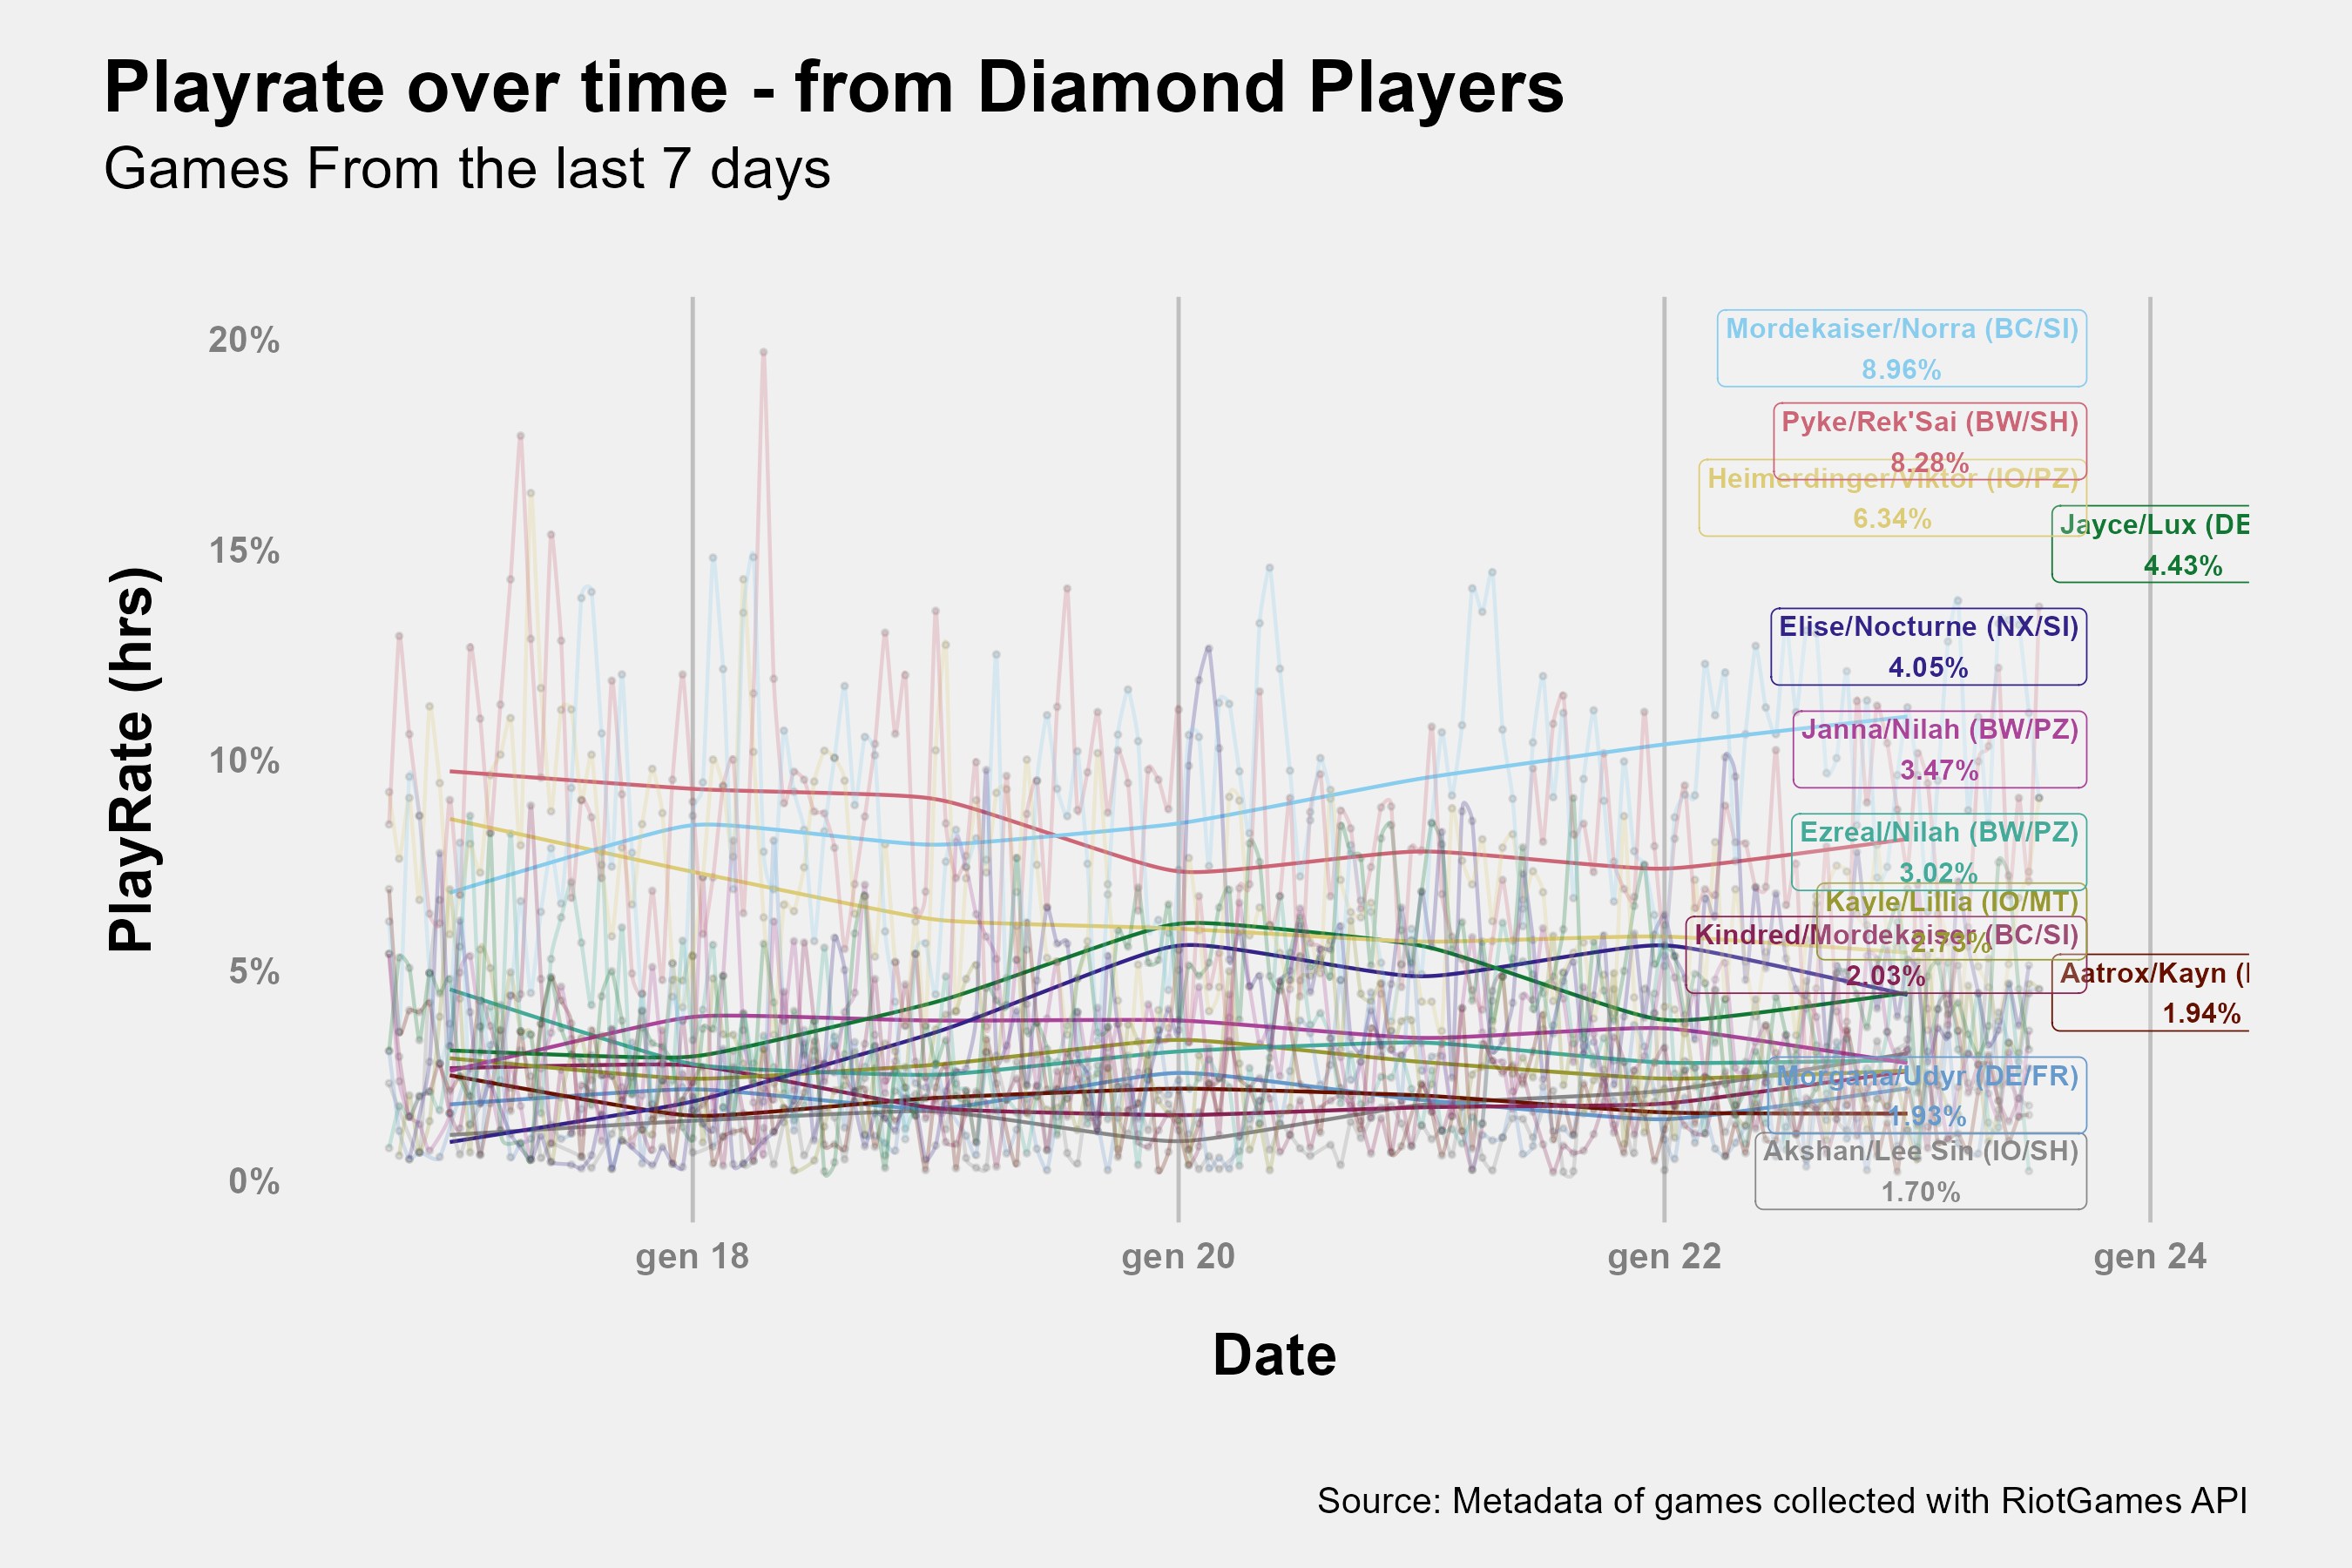 Playrate over time - from Diamond Players
Games From the last 7 days
PlayRate (hrs)
20%
15%
10%
5%
0%
Mordekaiser/Norra (BC/SI)
8.96%
Pyke/Rek'Sai (BW/SH)
8.28%
Heimerdinger/Viktor (IO/PZ)
6.34%
Jayce/Lux (DE
4.43%
Elise/Nocturne (NX/SI)
4.05%
Janna/Nilah (BW/PZ)
3.47%
Ezreal/Nilah (BW/PZ)
3.02%
Kayle/Lillia (IO/MT)
2.73%
Kindred/Mordekaiser (BC/SI)
2.03%
Aatrox/Kayn (
1.94%
Morgana/Udyr (DE/FR)
1.93%
Akshan/Lee Sin (IO/SH)
1.70%
gen 18
gen 20
gen 22
gen 24
Date
Source: Metadata of games collected with RiotGames API